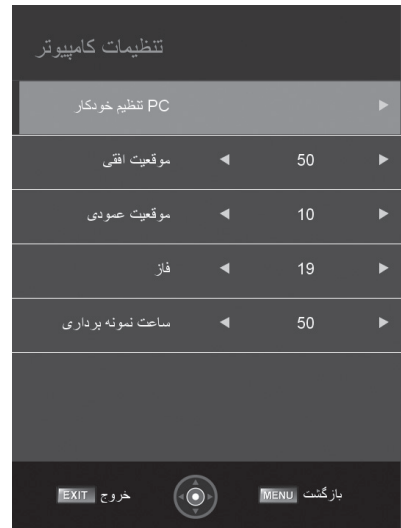 تنظیمات کامپیوتر
PC تنظیم خودکار
موقعیت افقی 50
موقعیت عمودی 10
فاز 19
ساعت نمونه برداری 50
خروج EXIT بازگشت MENU